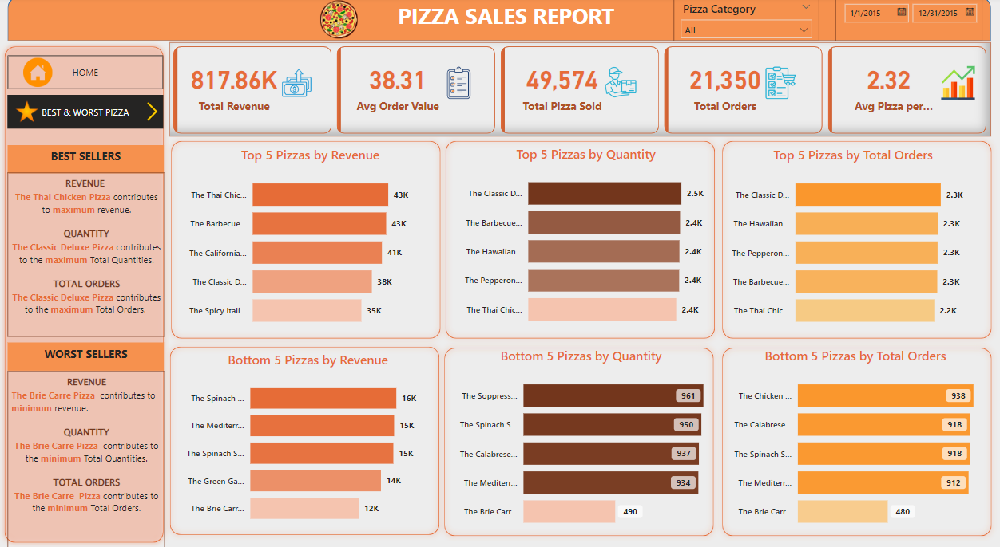 PIZZA SALES REPORT
Pizza Category
All
1/1/2015
12/31/2015
HOME
BEST & WORST PIZZA
817.86K
Total Revenue
38.31
Avg Order Value
49,574
Total Pizza Sold
21,350
Total Orders
2.32
Avg Pizza per...
BEST SELLERS
REVENUE
The Thai Chicken Pizza contributes
to maximum revenue.
QUANTITY
The Classic Deluxe Pizza contributes
to the maximum Total Quantities.
TOTAL ORDERS
The Classic Deluxe Pizza contributes
to the maximum Total Orders.
WORST SELLERS
REVENUE
The Brie Carre Pizza contributes to
minimum revenue.
QUANTITY
The Brie Carre Pizza contributes to
the minimum Total Quantities.
TOTAL ORDERS
The Brie Carre Pizza contributes to
the minimum Total Orders.
Top 5 Pizzas by Revenue
The Thai Chic... 43K
The Barbecue... 43K
The California... 41K
The Classic D... 38K
The Spicy Itali... 35K
Top 5 Pizzas by Quantity
The Classic D... 2.5K
The Barbecue... 2.4K
The Hawaiian... 2.4K
The Pepperon... 2.4K
The Thai Chic... 2.4K
Top 5 Pizzas by Total Orders
The Classic D... 2.3K
The Hawaiian... 2.3K
The Pepperon... 2.3K
The Barbecue... 2.3K
The Thai Chic... 2.2K
Bottom 5 Pizzas by Revenue
The Spinach ... 16K
The Mediterr... 15K
The Spinach S... 15K
The Green Ga... 14K
The Brie Carr... 12K
Bottom 5 Pizzas by Quantity
The Soppress... 961
The Spinach S... 950
The Calabrese... 937
The Mediterr... 934
The Brie Carr... 490
Bottom 5 Pizzas by Total Orders
The Chicken ... 938
The Calabrese... 918
The Spinach S... 918
The Mediterr... 912
The Brie Carr... 480